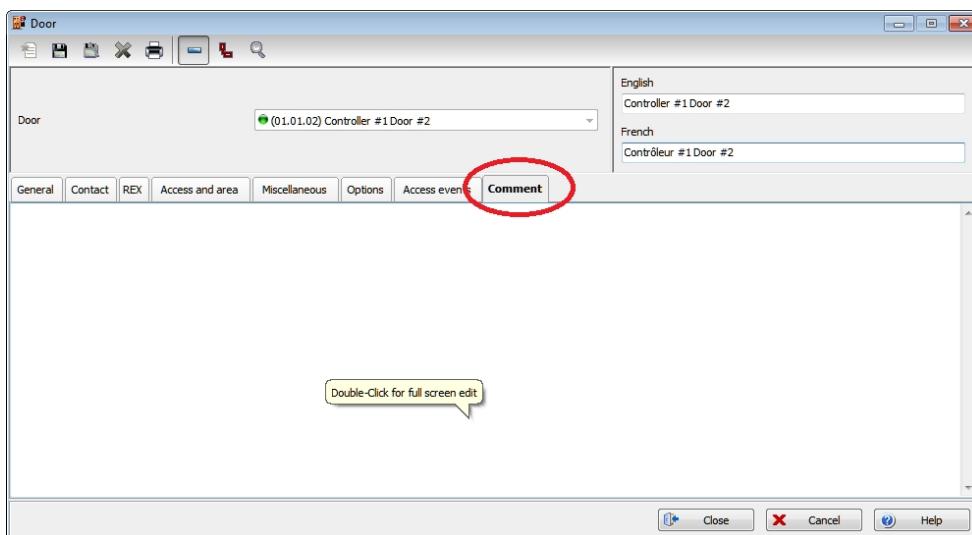 Door
English
Controller #1 Door #2
Door
(01.01.02) Controller #1 Door #2
French
Contrôleur #1 Door #2
General Contact REX Access and area Miscellaneous Options Access events Comment
Double-Click for full screen edit
Close Cancel Help